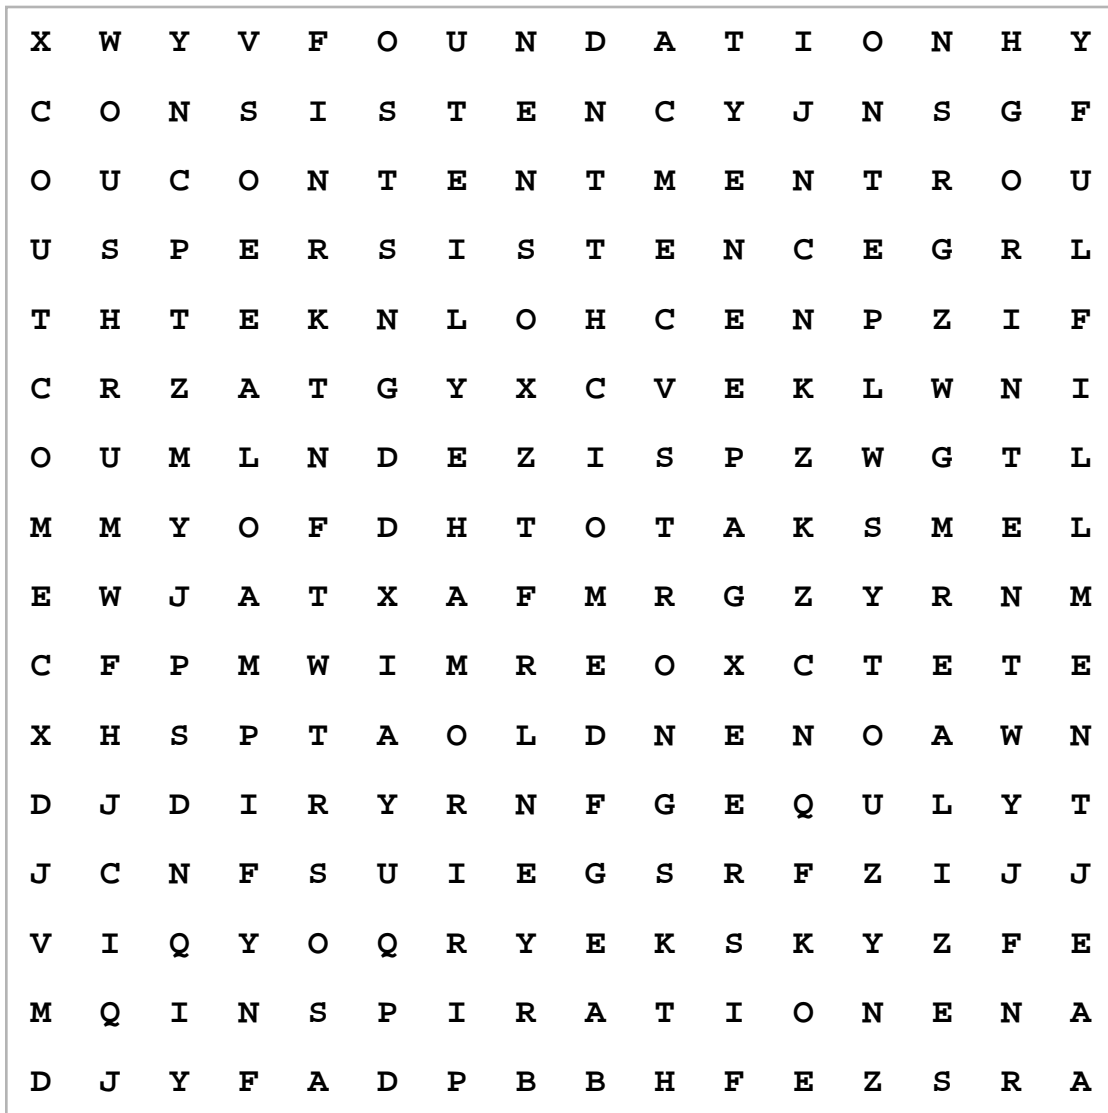 X W Y V F O U N D A T I O N H Y
C O N S I S T E N C Y J N S G F
O U C O N T E N T M E N T R O U
U S P E R S I S T E N C E G R L
T H T E K N L O H C E N P Z I F
C R Z A T G Y X C V E K L W N I
O U M L N D E Z I S P Z W G T L
M M Y O F D H T O T A K S M E L
E W J A T X A F M R G Z Y R N M
C F P M W I M R E O X C T E T E
X H S P T A O L D N E N O A W N
D J D I R Y R N F G E Q U L Y T
J C N F S U I E G S R F Z I J J
V I Q Y O Q R Y E K S K Y Z F E
M Q I N S P I R A T I O N E N A
D J Y F A D P B B H F E Z S R A